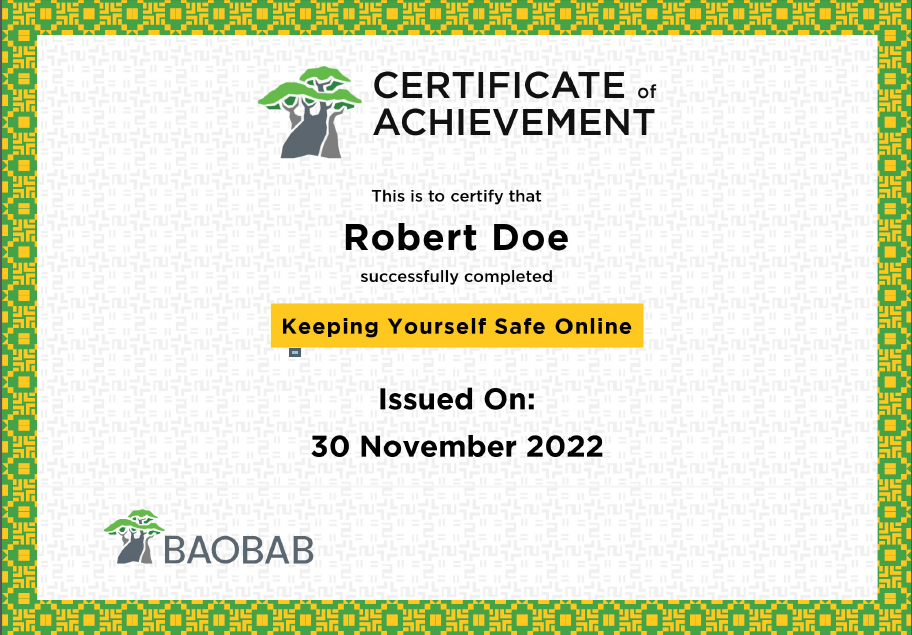 CERTIFICATE of
ACHIEVEMENT
This is to certify that
Robert Doe
successfully completed
Keeping Yourself Safe Online
Issued On:
30 November 2022
BAOBAB